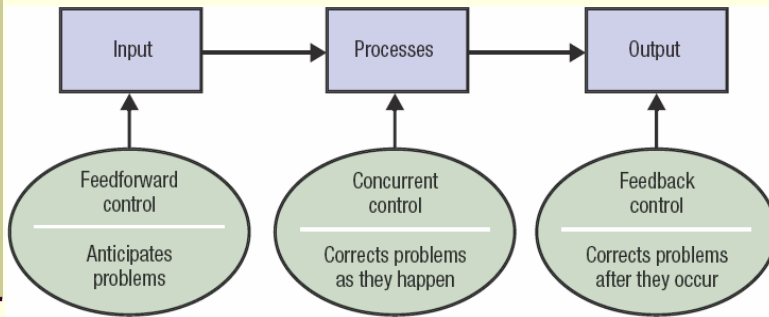 Input
Processes
Output
Feedforward
control
Anticipates
problems
Concurrent
control
Corrects problems
as they happen
Feedback
control
Corrects problems
after they occur